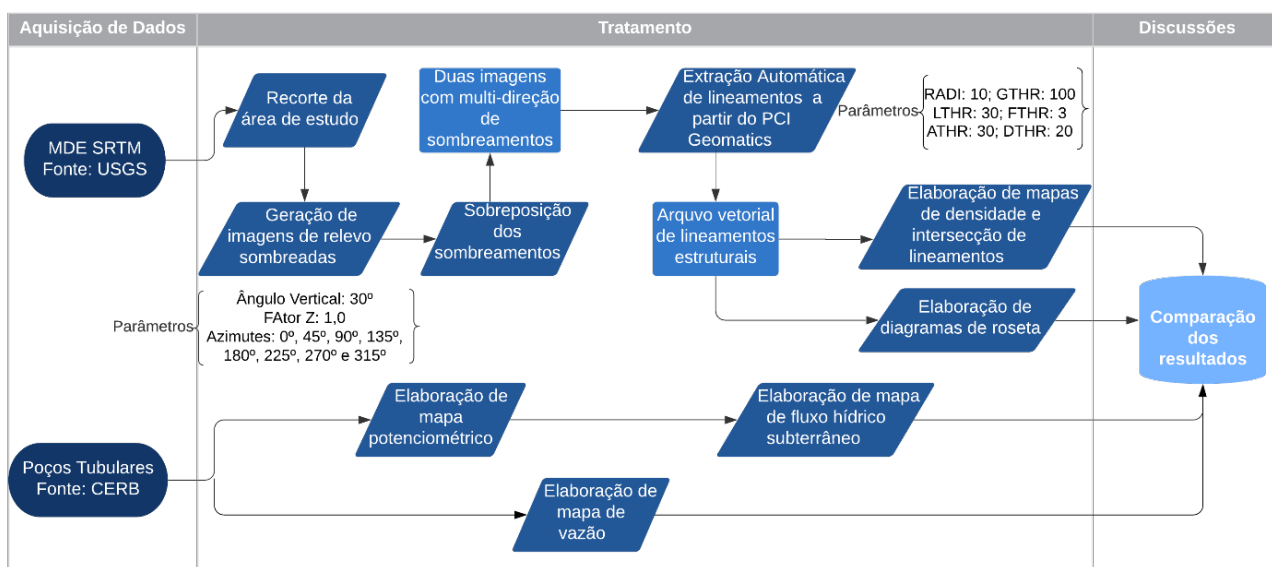 Aquisição de Dados
Tratamento
Discussões
MDE SRTM
Fonte: USGS
Recorte da
área de estudo
Duas imagens
com multi-direção
de
sombreamentos
Extração Automática
de lineamentos a
partir do PCI
Geomatics
Parâmetros
RADI: 10; GTHR: 100
LTHR: 30; FTHR: 3
ATHR: 30; DTHR: 20
Geração de
imagens de relevo
sombreadas
Sobreposição
dos
sombreamentos
Arquvo vetorial
de lineamentos
estruturais
Elaboração de mapas
de densidade e
intersecção de
lineamentos
Parâmetros
Ângulo Vertical: 30º
FAtor Z: 1,0
Azimutes: 0º, 45º, 90º, 135º,
180º, 225º, 270º e 315º
Elaboração de
diagramas de roseta
Comparação
dos
resultados
Poços Tubulares
Fonte: CERB
Elaboração de
mapa
potenciométrico
Elaboração de mapa
de fluxo hídrico
subterrâneo
Elaboração de
mapa de
vazão